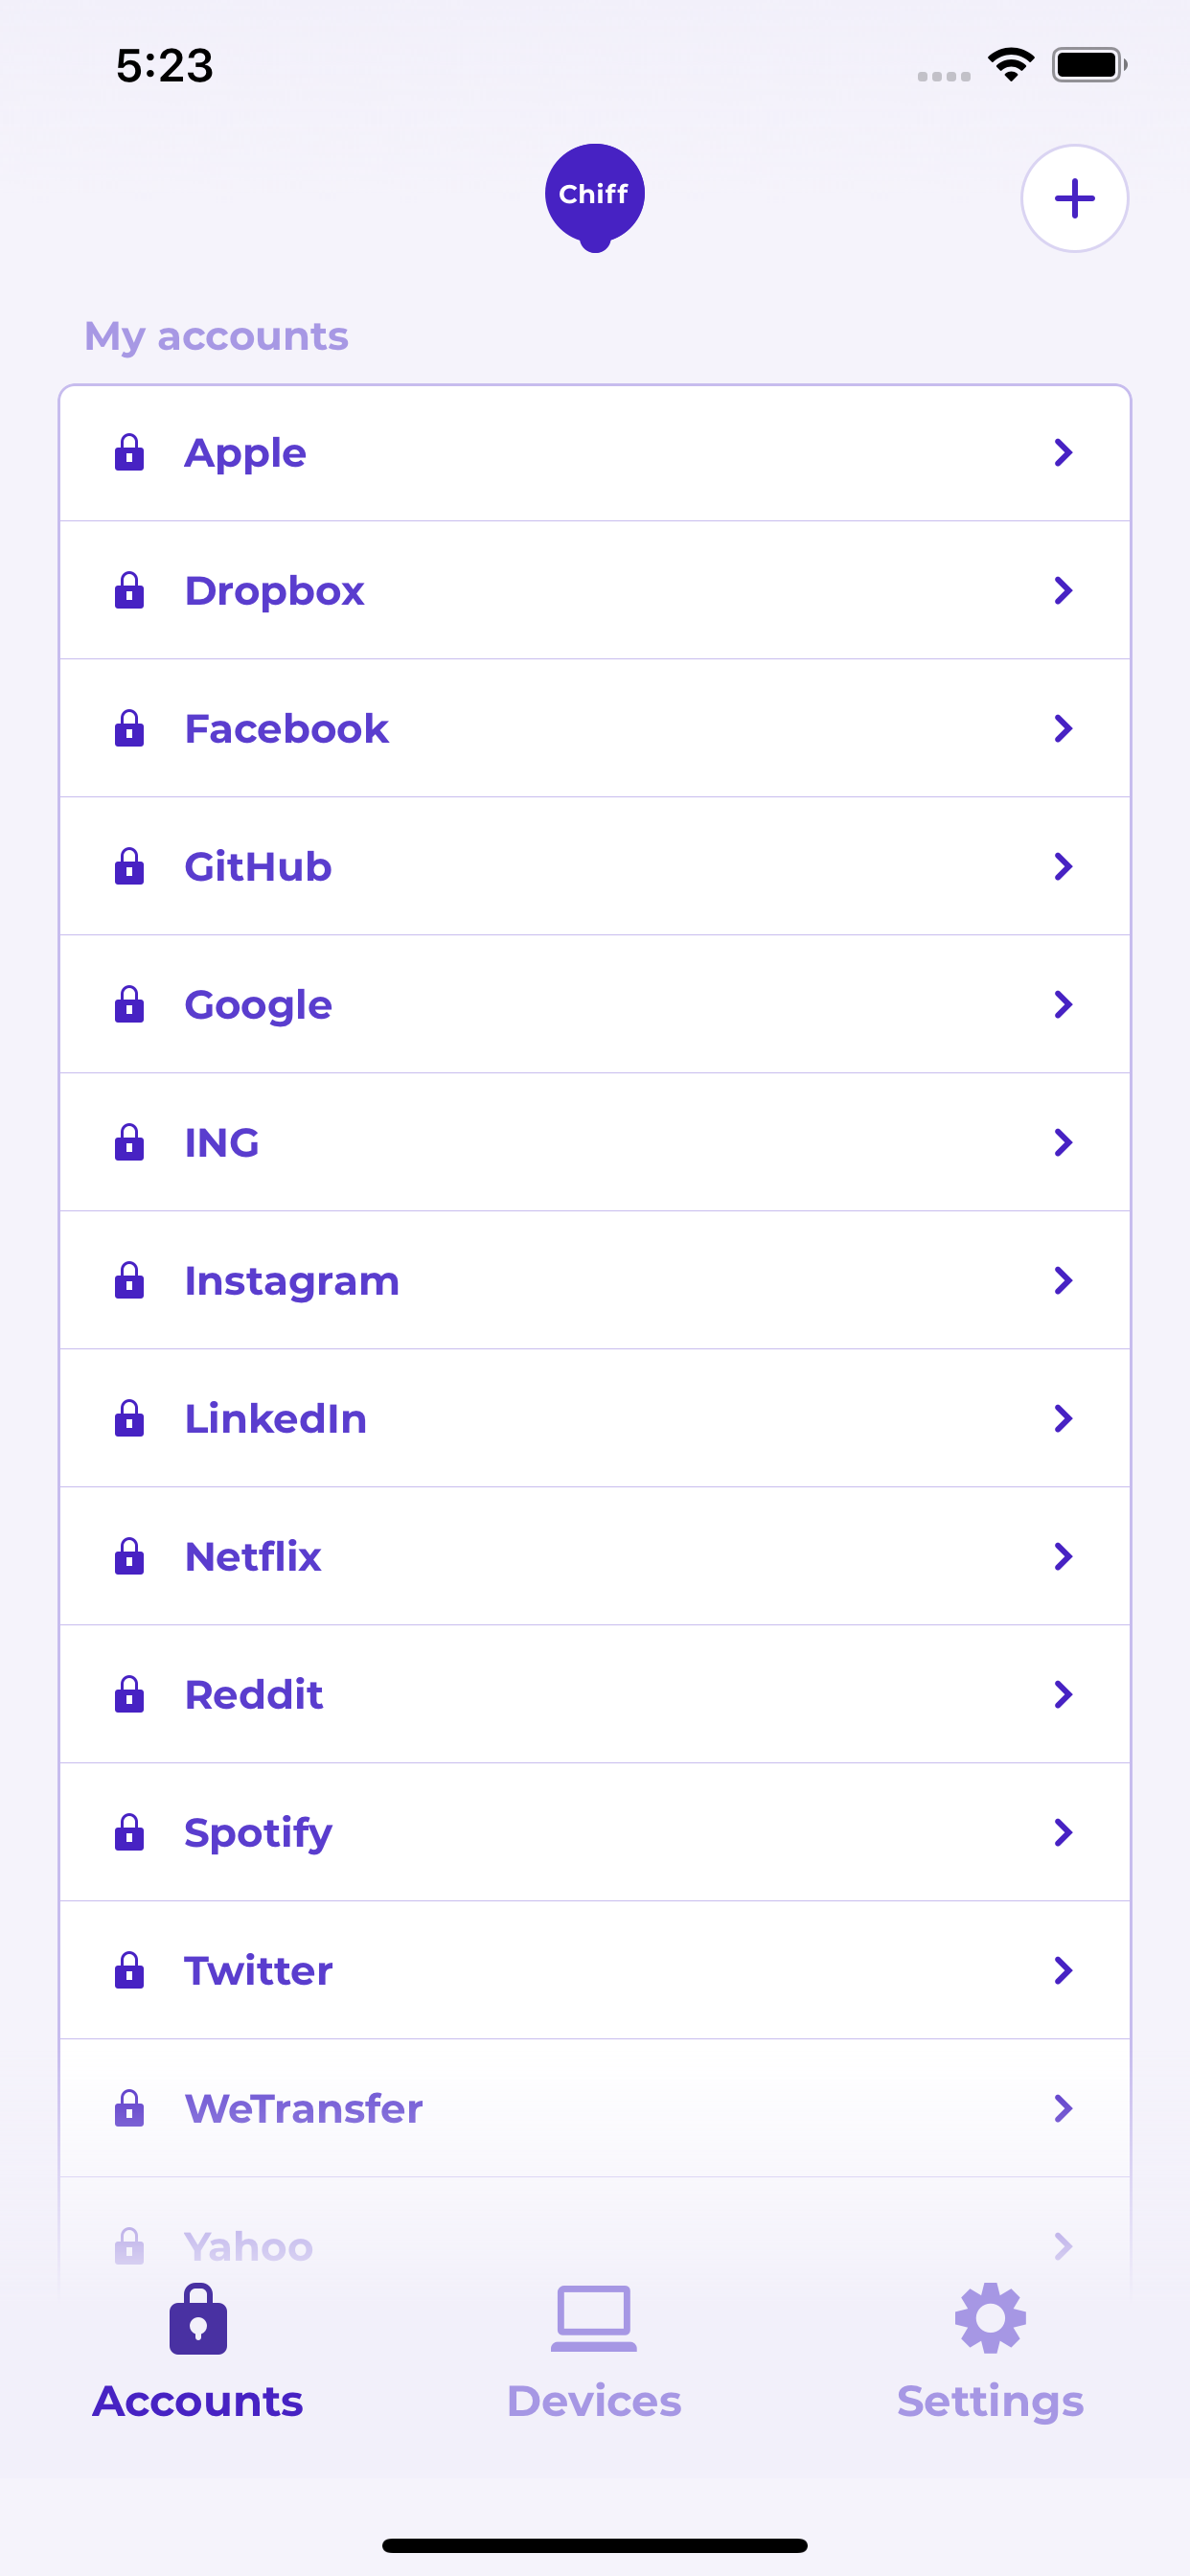 5:23
Chiff
My accounts
Apple
Dropbox
Facebook
GitHub
Google
ING
Instagram
LinkedIn
Netflix
Reddit
Spotify
Twitter
WeTransfer
Yahoo
Accounts
Devices
Settings